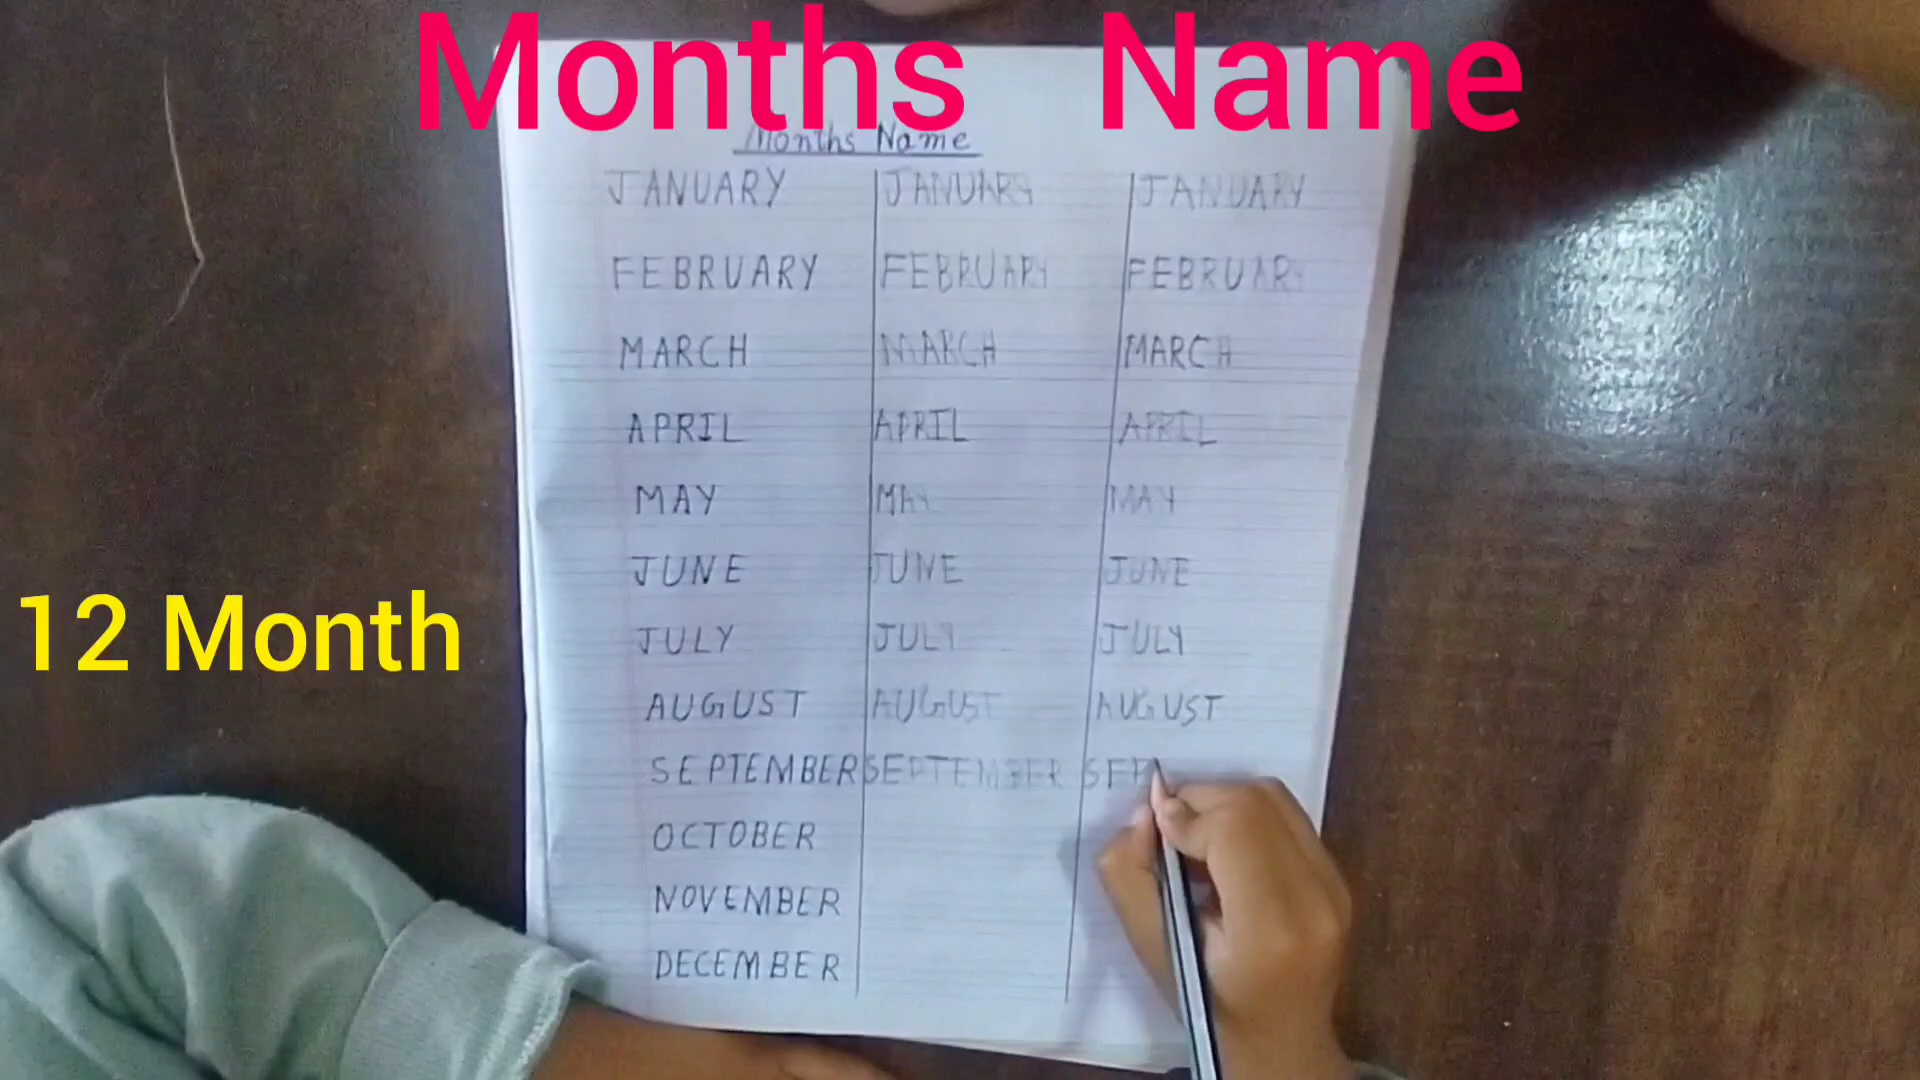 Months Name
Months Name
JANUARY JANUARY JANUARY
FEBRUARY FEBRUARY FEBRUARY
MARCH MARCH MARCH
APRIL APRIL APRIL
MAY MAY MAY
JUNE JUNE JUNE
12 Month
JULY JULY JULY
AUGUST AUGUST AUGUST
SEPTEMBER SEPTEMBER SEP
OCTOBER
NOVEMBER
DECEMBER